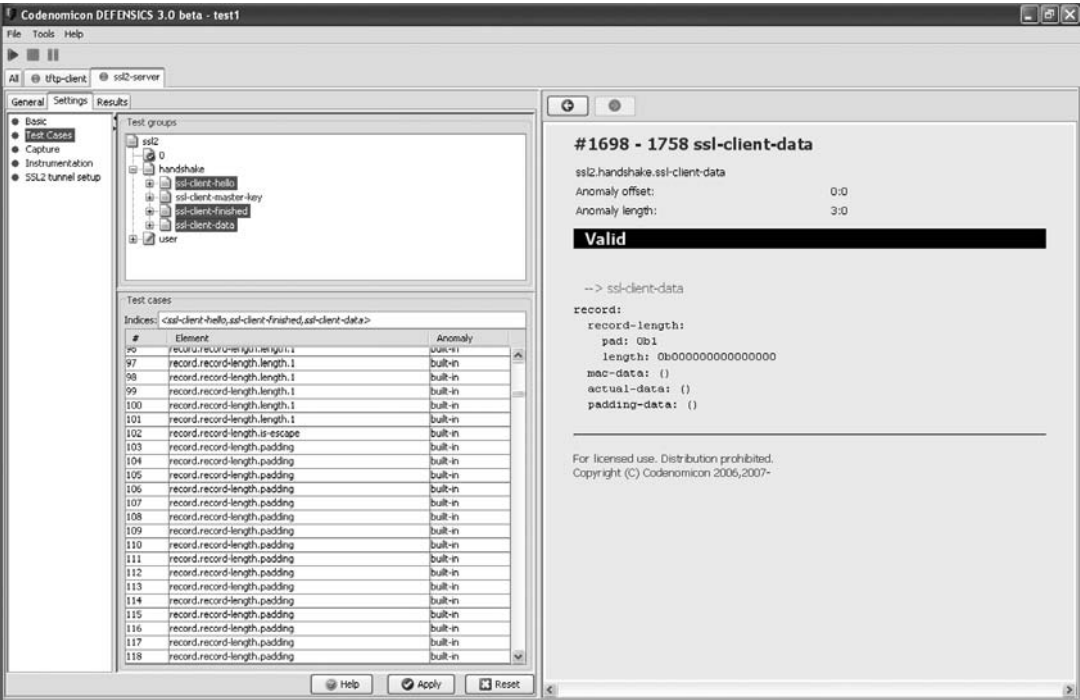 Codenomicon DEFENSICS 3.0 beta - test1
File Tools Help
All tftp-client ssl2-server
General Settings Results
Basic
Test Cases
Capture
Instrumentation
SSL2 tunnel setup
Test groups
ssl2
0
handshake
ssl-client-hello
ssl-client-master-key
ssl-client-finished
ssl-client-data
user
Test cases
Indices: <ssl-client-hello,ssl-client-finished,ssl-client-data>
# Element Anomaly
96 record.record-length.length.1 built-in
97 record.record-length.length.1 built-in
98 record.record-length.length.1 built-in
99 record.record-length.length.1 built-in
100 record.record-length.length.1 built-in
101 record.record-length.length.1 built-in
102 record.record-length.is-escape built-in
103 record.record-length.padding built-in
104 record.record-length.padding built-in
105 record.record-length.padding built-in
106 record.record-length.padding built-in
107 record.record-length.padding built-in
108 record.record-length.padding built-in
109 record.record-length.padding built-in
110 record.record-length.padding built-in
111 record.record-length.padding built-in
112 record.record-length.padding built-in
113 record.record-length.padding built-in
114 record.record-length.padding built-in
115 record.record-length.padding built-in
116 record.record-length.padding built-in
117 record.record-length.padding built-in
118 record.record-length.padding built-in
Help Apply Reset
#1698 - 1758 ssl-client-data
ssl2.handshake.ssl-client-data
Anomaly offset: 0:0
Anomaly length: 3:0
Valid
--> ssl-client-data
record:
record-length:
pad: 0b1
length: 0b000000000000000
mac-data: ()
actual-data: ()
padding-data: ()
For licensed use. Distribution prohibited.
Copyright (C) Codenomicon 2006,2007-